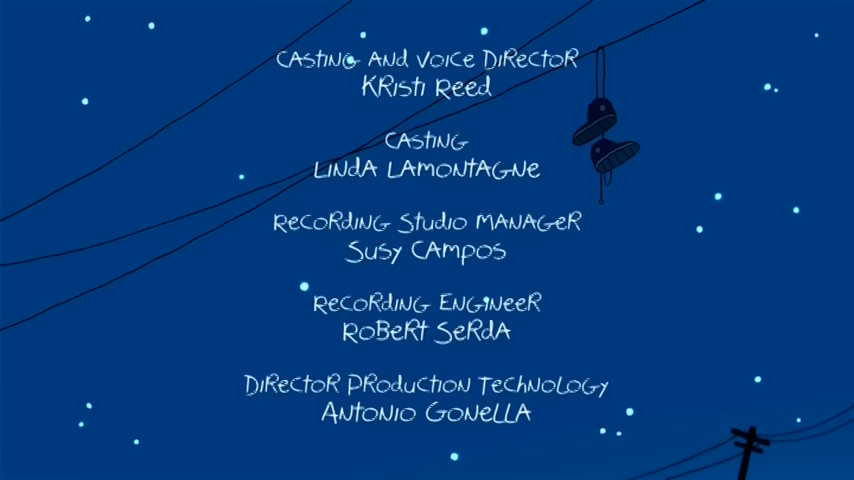 CASTING AND VOICE DIRECTOR
KRISTI REED
CASTING
LINDA LAMONTAGNE
RECORDING STUDIO MANAGER
SUSY CAMPOS
RECORDING ENGINEER
ROBERT SERDA
DIRECTOR PRODUCTION TECHNOLOGY
ANTONIO GONELLA